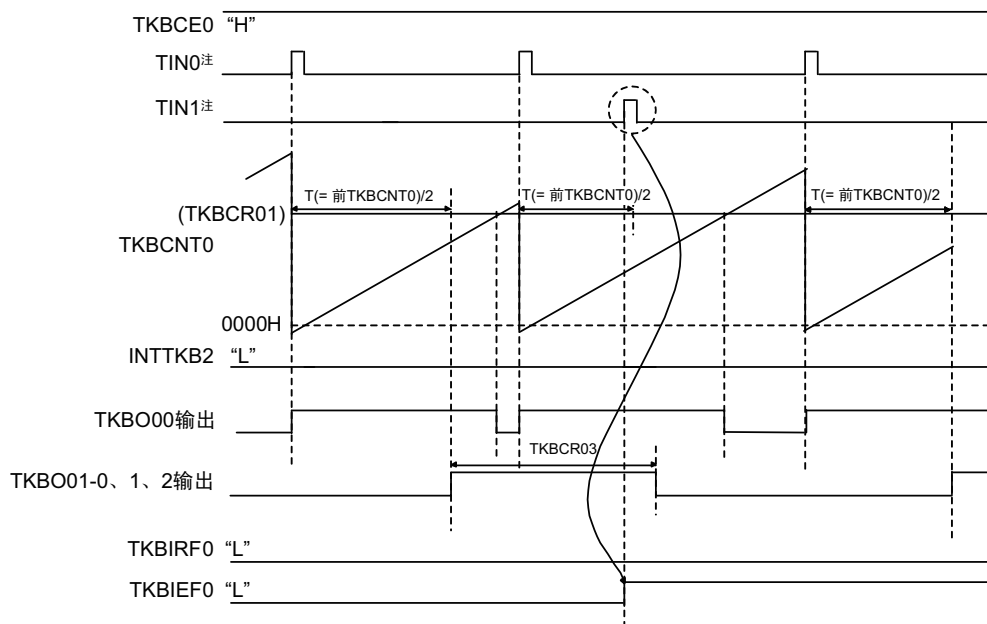 TKBCE0 “H”
TIN0注
TIN1注
T(= 前TKBCNT0)/2
T(= 前TKBCNT0)/2
T(= 前TKBCNT0)/2
(TKBCR01)
TKBCNT0
0000H
INTTKB2 “L”
TKBO00输出
TKBCR03
TKBO01-0、1、2输出
TKBIRF0 “L”
TKBIEF0 “L”